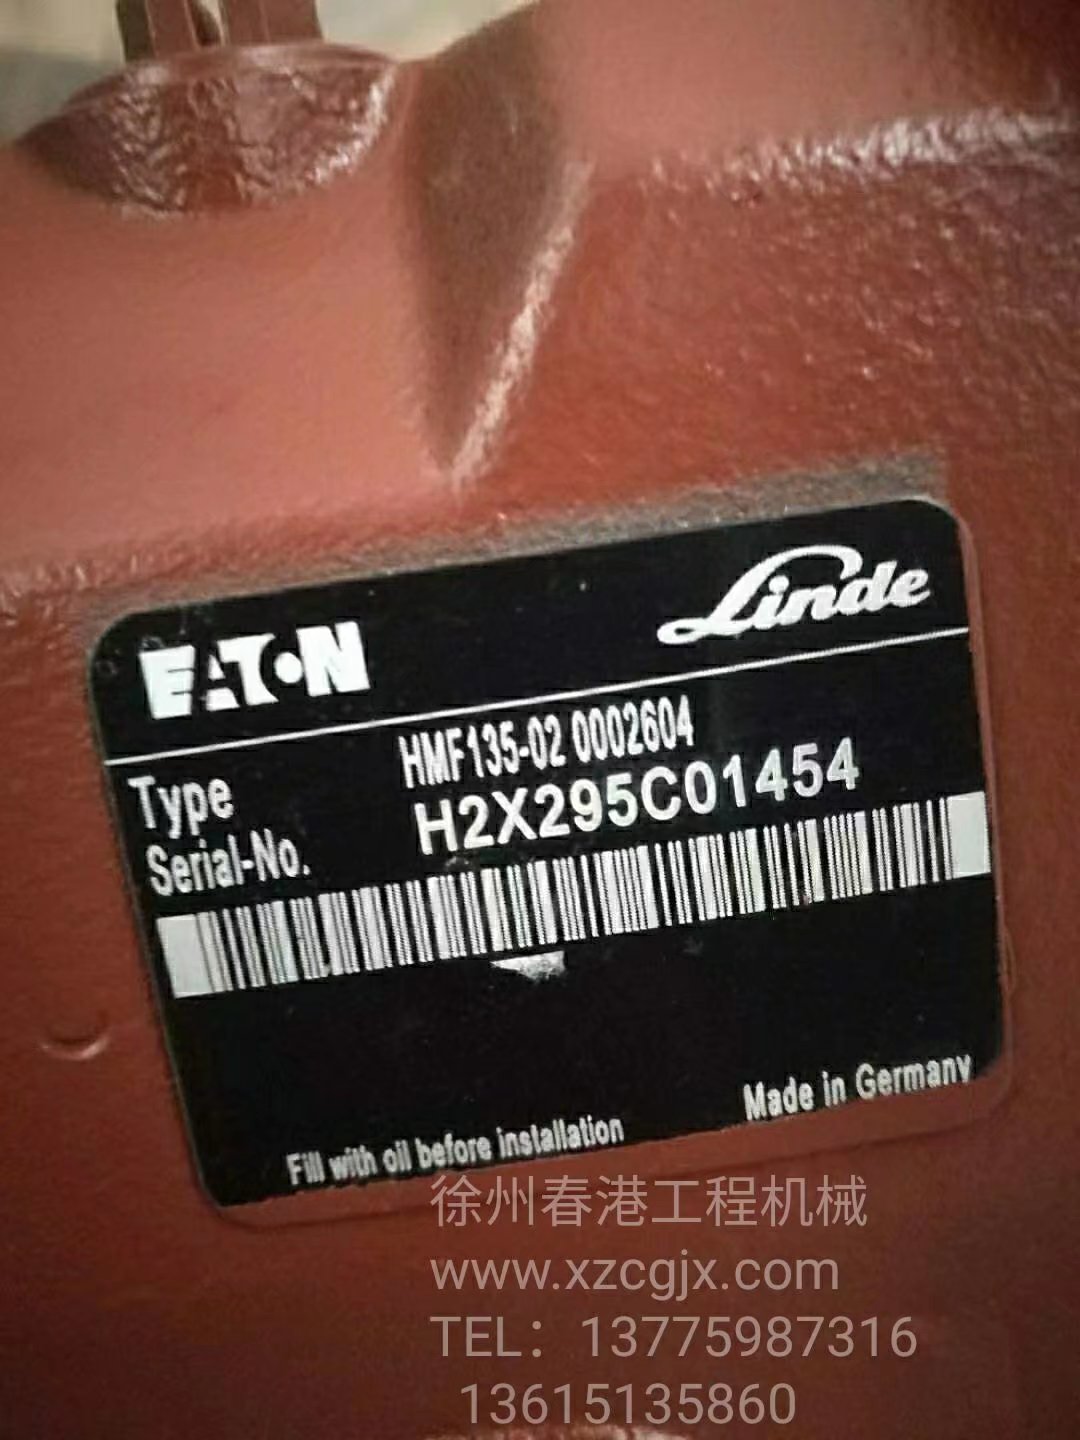 EATON Linde
Type HMF135-02 0002604
Serial-No. H2X295C01454
Made in Germany
Fill with oil before installation
徐州春港工程机械
www.xzcgjx.com
TEL：13775987316
13615135860